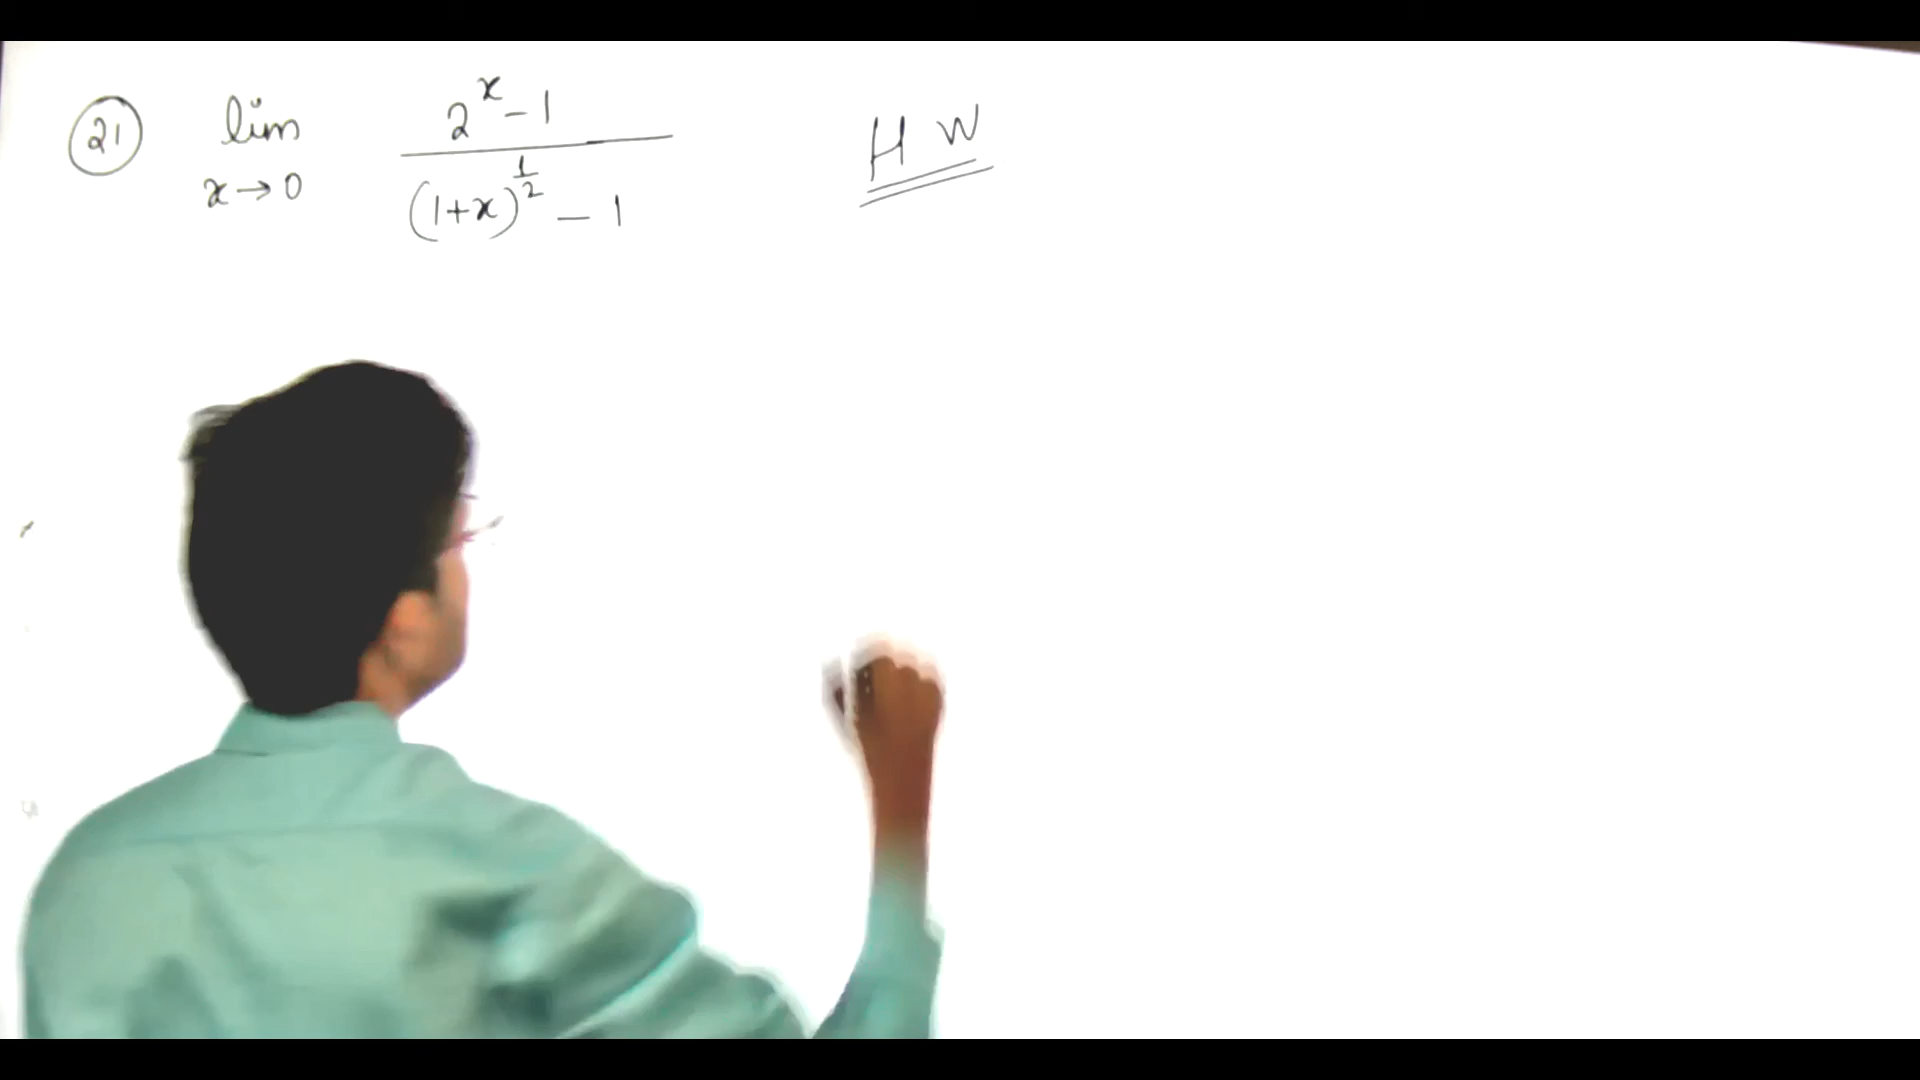 21 lim x→0 (2^x - 1) / ((1+x)^(1/2) - 1)
H W